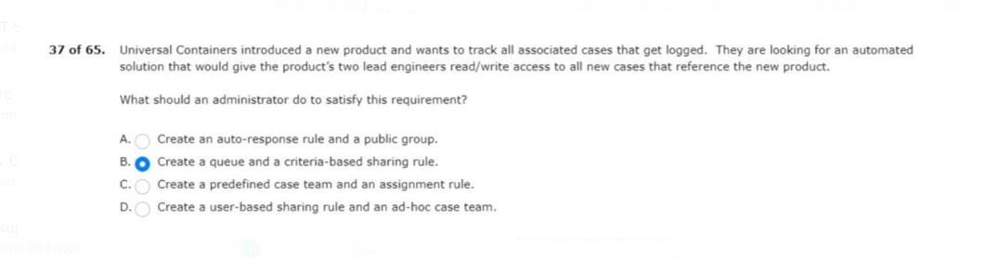 37 of 65. Universal Containers introduced a new product and wants to track all associated cases that get logged. They are looking for an automated
solution that would give the product's two lead engineers read/write access to all new cases that reference the new product.
What should an administrator do to satisfy this requirement?
A. Create an auto-response rule and a public group.
B. Create a queue and a criteria-based sharing rule.
C. Create a predefined case team and an assignment rule.
D. Create a user-based sharing rule and an ad-hoc case team.